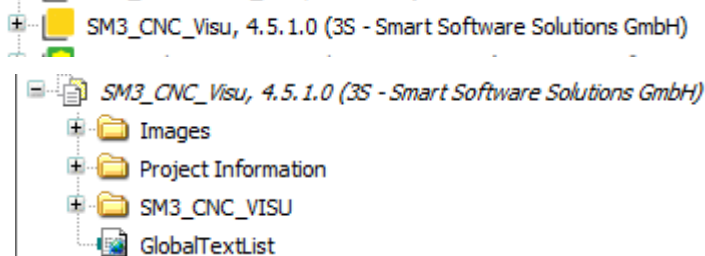 SM3_CNC_Visu, 4.5.1.0 (3S - Smart Software Solutions GmbH)
SM3_CNC_Visu, 4.5.1.0 (3S - Smart Software Solutions GmbH)
Images
Project Information
SM3_CNC_VISU
GlobalTextList